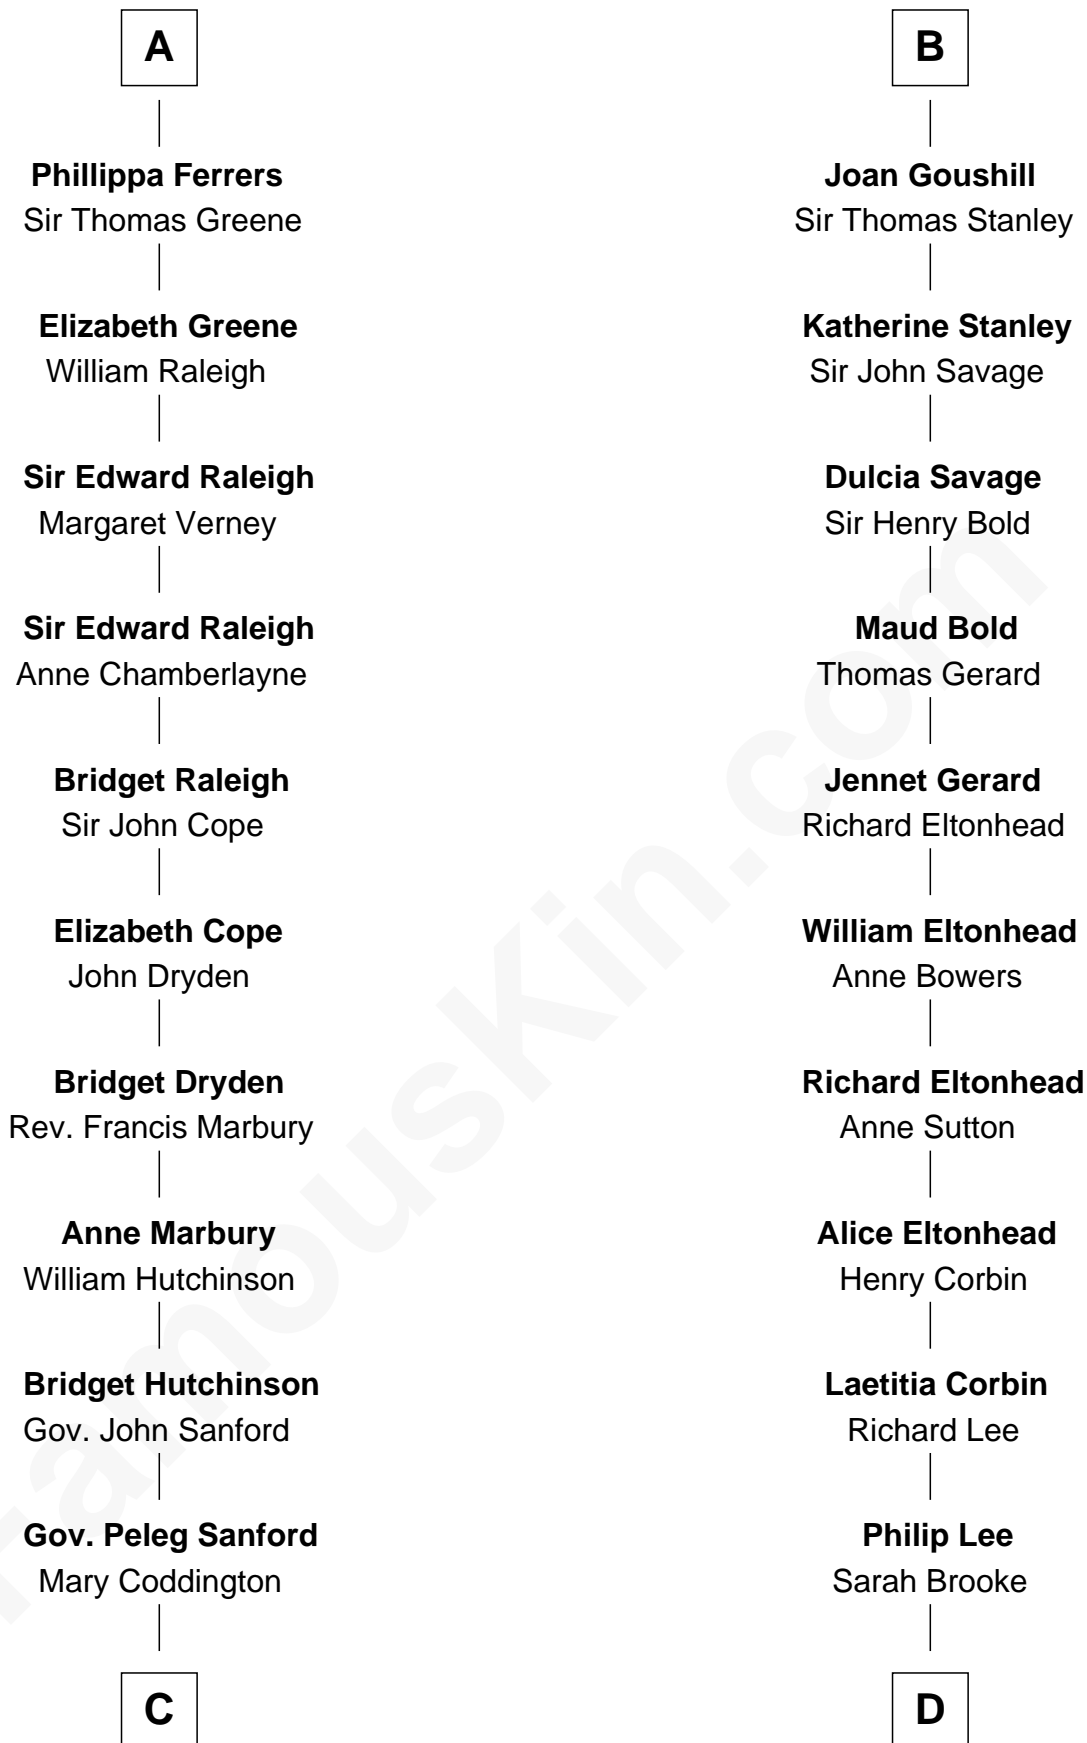 A
Phillippa Ferrers
Sir Thomas Greene
Elizabeth Greene
William Raleigh
Sir Edward Raleigh
Margaret Verney
Sir Edward Raleigh
Anne Chamberlayne
Bridget Raleigh
Sir John Cope
Elizabeth Cope
John Dryden
Bridget Dryden
Rev. Francis Marbury
Anne Marbury
William Hutchinson
Bridget Hutchinson
Gov. John Sanford
Gov. Peleg Sanford
Mary Coddington
C
B
Joan Goushill
Sir Thomas Stanley
Katherine Stanley
Sir John Savage
Dulcia Savage
Sir Henry Bold
Maud Bold
Thomas Gerard
Jennet Gerard
Richard Eltonhead
William Eltonhead
Anne Bowers
Richard Eltonhead
Anne Sutton
Alice Eltonhead
Henry Corbin
Laetitia Corbin
Richard Lee
Philip Lee
Sarah Brooke
D
FamousKin.com